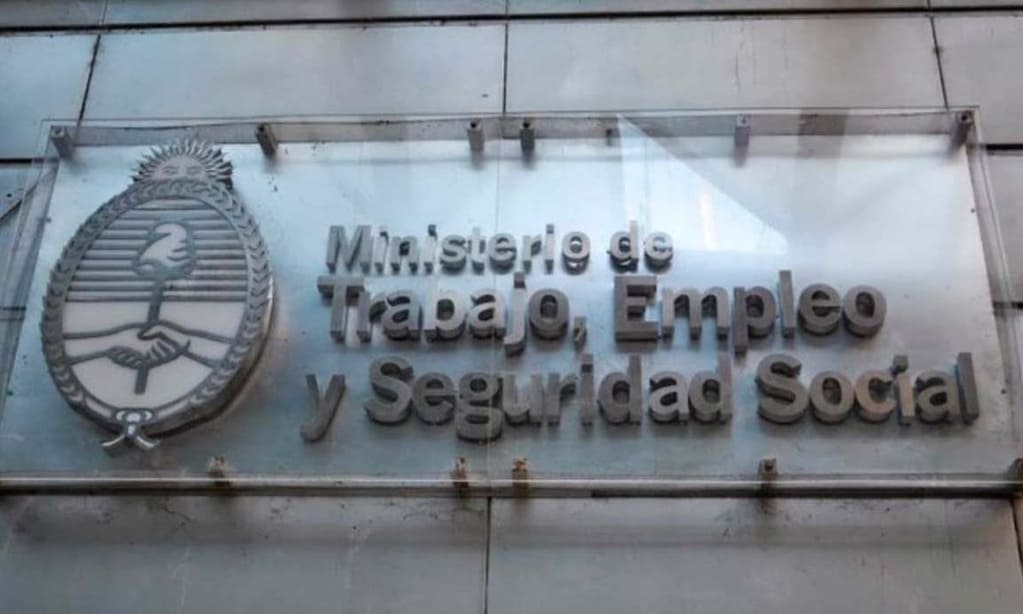 Ministerio de
Trabajo, Empleo
y Seguridad Social